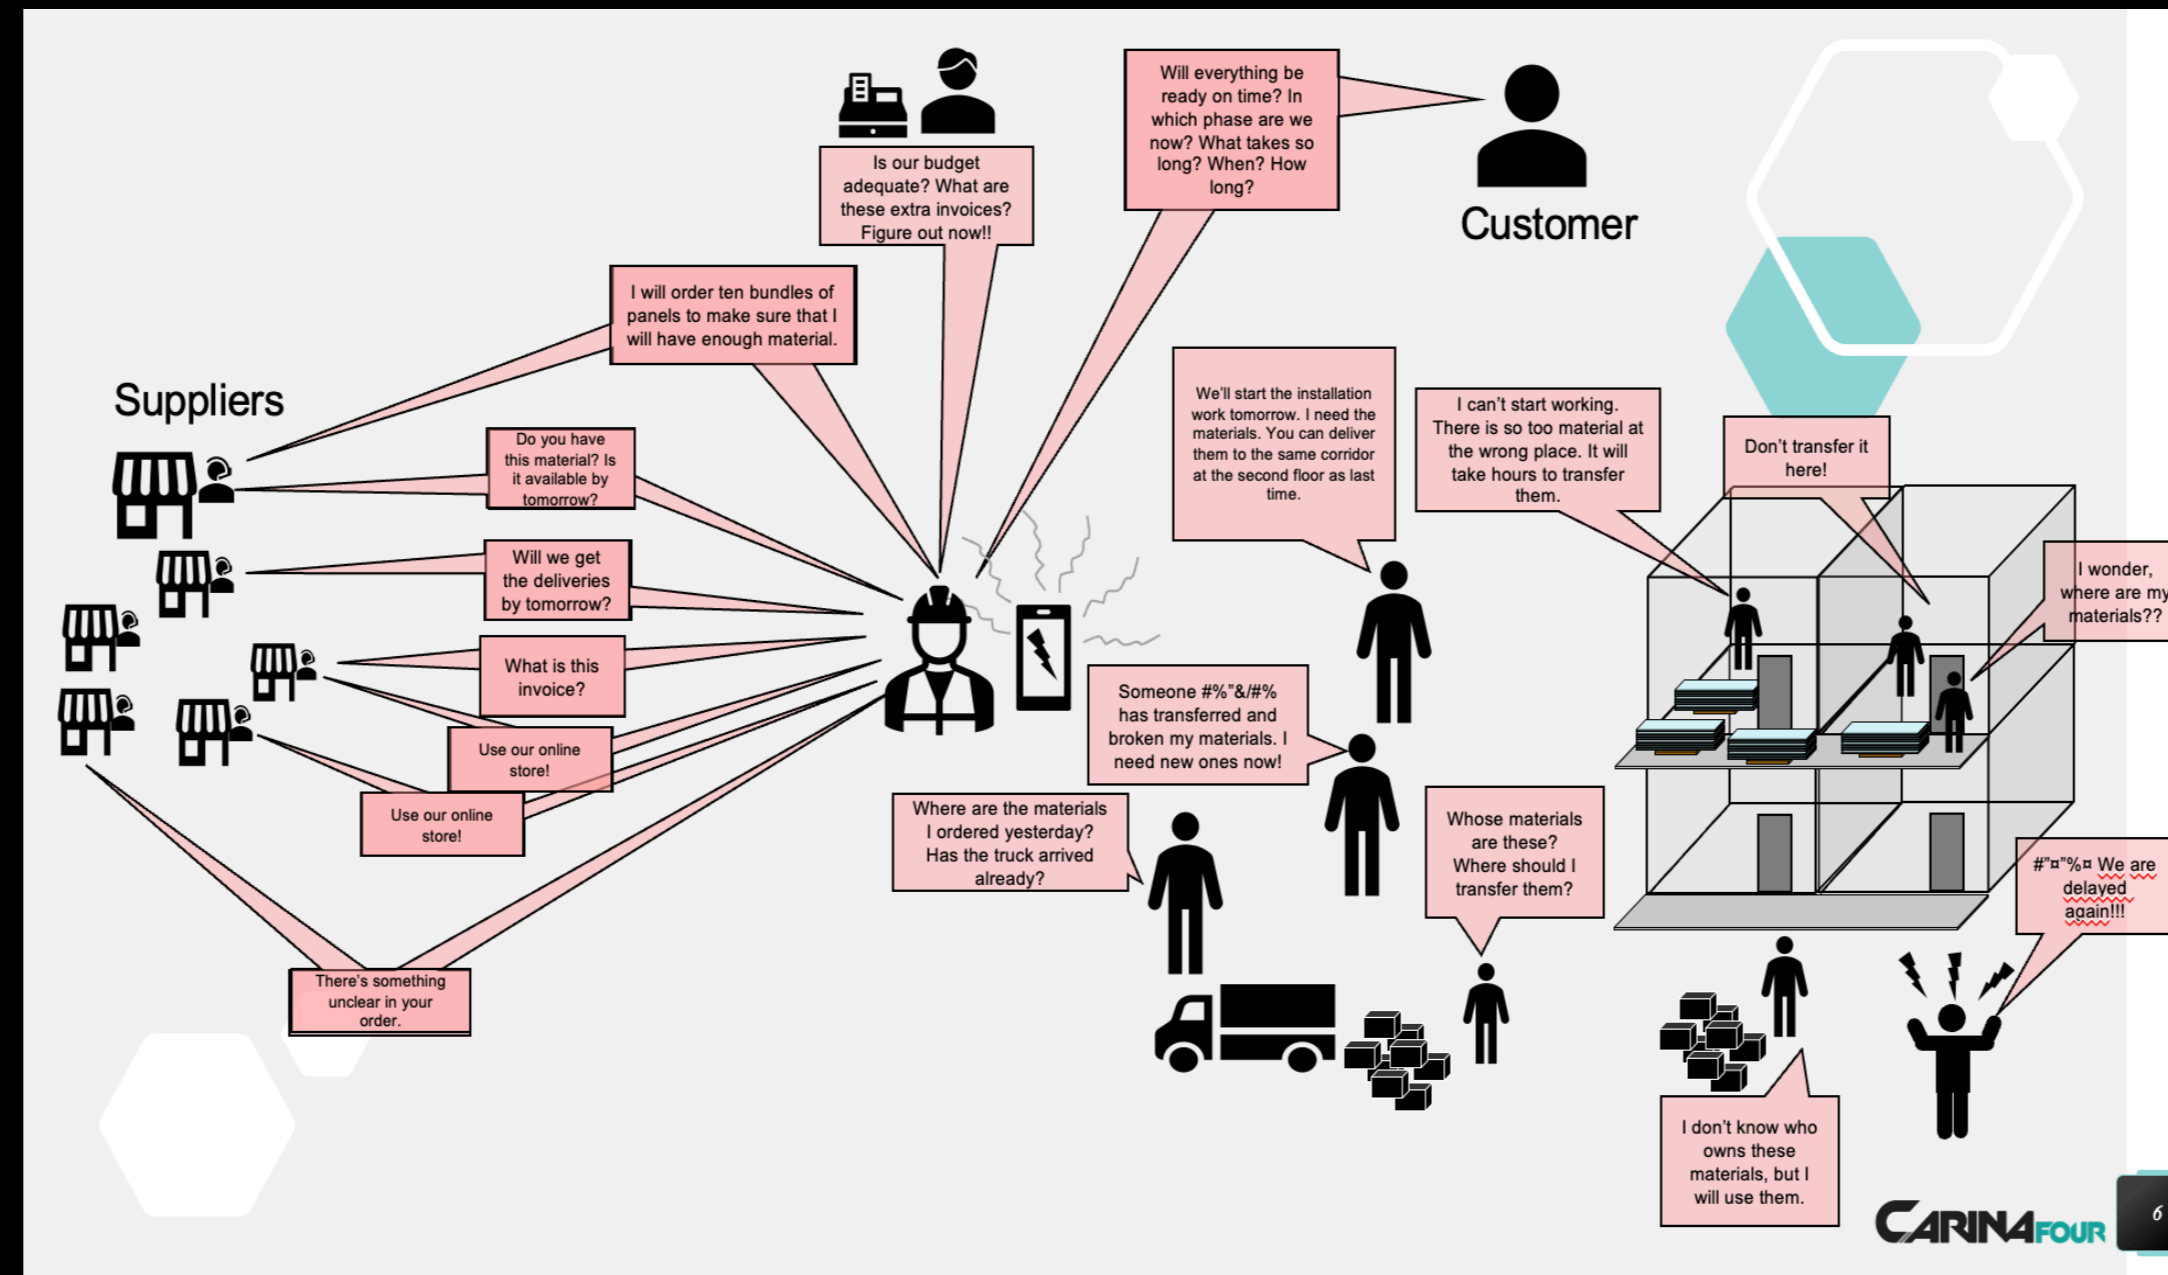 Will everything be
ready on time? In
which phase are we
now? What takes so
long? When? How
long?
Customer
Is our budget
adequate? What are
these extra invoices?
Figure out now!!
I will order ten bundles of
panels to make sure that I
will have enough material.
Suppliers
Do you have
this material? Is
it available by
tomorrow?
Will we get
the deliveries
by tomorrow?
What is this
invoice?
Use our online
store!
Use our online
store!
There's something
unclear in your
order.
We'll start the installation
work tomorrow. I need the
materials. You can deliver
them to the same corridor
at the second floor as last
time.
I can't start working.
There is so too material at
the wrong place. It will
take hours to transfer
them.
Don't transfer it
here!
I wonder,
where are my
materials??
Someone #%"&/#%
has transferred and
broken my materials. I
need new ones now!
Where are the materials
I ordered yesterday?
Has the truck arrived
already?
Whose materials
are these?
Where should I
transfer them?
#"¤"%¤ We are
delayed
again!!!
I don't know who
owns these
materials, but I
will use them.
CARINAFOUR
6